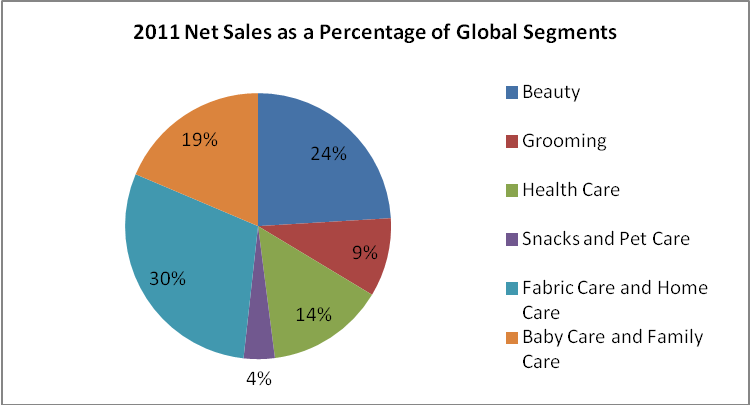 2011 Net Sales as a Percentage of Global Segments
19%
24%
9%
30%
14%
4%
Beauty
Grooming
Health Care
Snacks and Pet Care
Fabric Care and Home
Care
Baby Care and Family
Care